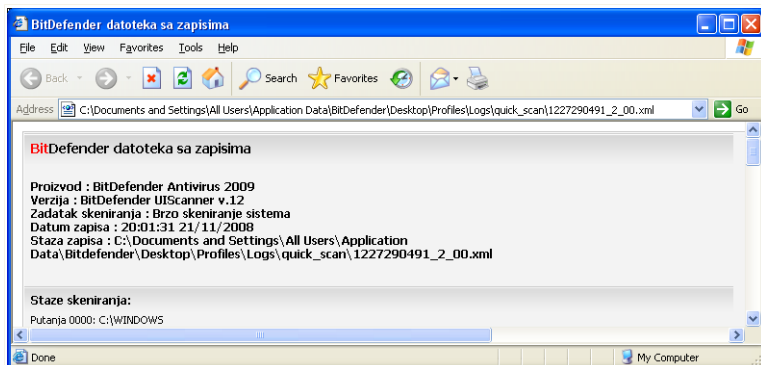 BitDefender datoteka sa zapisima
File Edit View Favorites Tools Help
Back Search Favorites
Address C:\Documents and Settings\All Users\Application Data\BitDefender\Desktop\Profiles\Logs\quick_scan\1227290491_2_00.xml Go
BitDefender datoteka sa zapisima
Proizvod : BitDefender Antivirus 2009
Verzija : BitDefender UIScanner v.12
Zadatak skeniranja : Brzo skeniranje sistema
Datum zapisa : 20:01:31 21/11/2008
Staza zapisa : C:\Documents and Settings\All Users\Application
Data\Bitdefender\Desktop\Profiles\Logs\quick_scan\1227290491_2_00.xml
Staze skeniranja:
Putanja 0000: C:\WINDOWS
Done My Computer